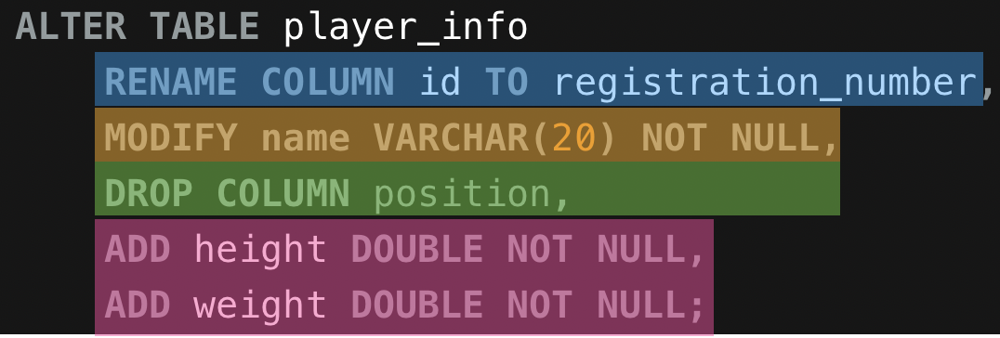 ALTER TABLE player_info
RENAME COLUMN id TO registration_number,
MODIFY name VARCHAR(20) NOT NULL,
DROP COLUMN position,
ADD height DOUBLE NOT NULL,
ADD weight DOUBLE NOT NULL;